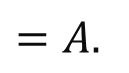 = A.